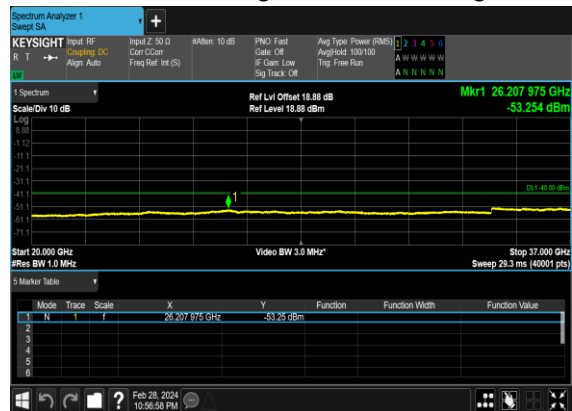 Spectrum Analyzer 1
Swept SA
+
KEYSIGHT Input: RF Input Z: 50 Ω #Atten: 10 dB PNO: Fast Avg Type: Power (RMS) 1 2 3 4 5 6
R T Coupling: DC Corr CCorr Gate: Off Avg|Hold: 100/100 A W W W W W
Align: Auto Freq Ref: Int (S) IF Gain: Low Trig: Free Run
Sig Track: Off A N N N N N
1 Spectrum
Ref Lvl Offset 18.88 dB Mkr1 26.207 975 GHz
Scale/Div 10 dB Ref Level 18.88 dBm -53.254 dBm
Log
8.88
-1.12
-11.1
-21.1
-31.1
DL1 -40.00 dBm
-41.1
1
-51.1
-61.1
-71.1
Start 20.000 GHz Video BW 3.0 MHz* Stop 37.000 GHz
#Res BW 1.0 MHz Sweep 29.3 ms (40001 pts)
5 Marker Table
Mode Trace Scale X Y Function Function Width Function Value
1 N 1 f 26.207 975 GHz -53.25 dBm
2
3
4
5
6
? Feb 28, 2024
10:56:58 PM